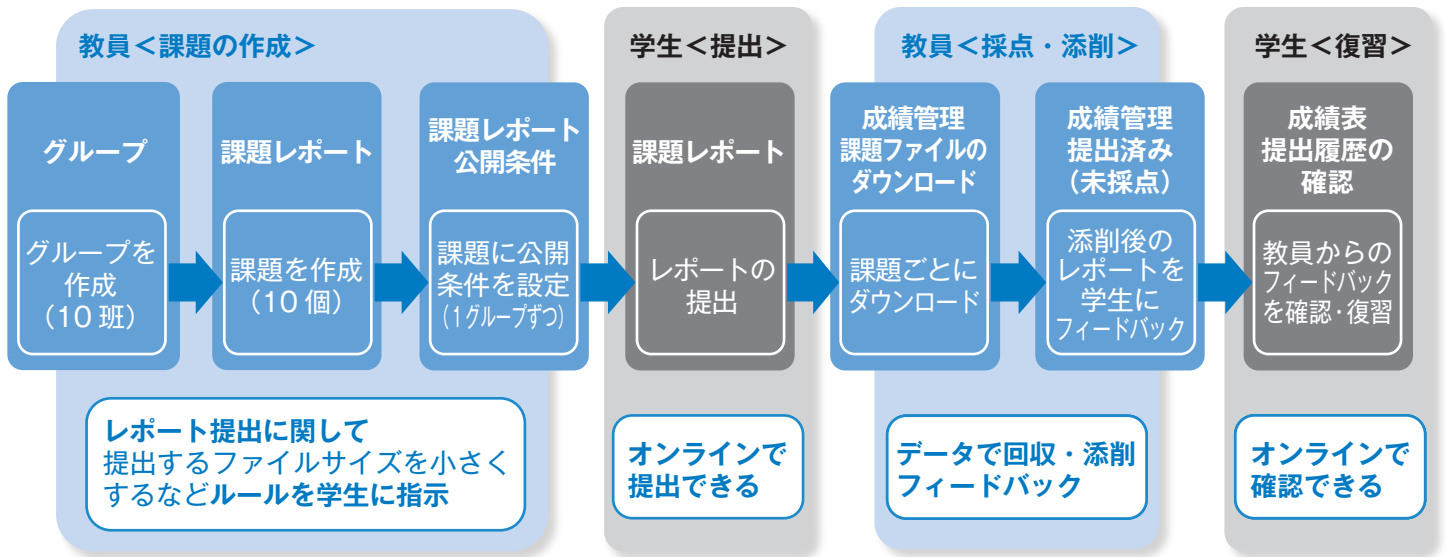 教員＜課題の作成＞
グループ
グループを
作成
（10 班）
課題レポート
課題を作成
（10 個）
課題レポート
公開条件
課題に公開
条件を設定
（1グループずつ）
レポート提出に関して
提出するファイルサイズを小さく
するなどルールを学生に指示
学生＜提出＞
課題レポート
レポートの
提出
オンラインで
提出できる
教員＜採点・添削＞
成績管理
課題ファイルの
ダウンロード
課題ごとに
ダウンロード
成績管理
提出済み
（未採点）
添削後の
レポートを
学生に
フィードバック
データで回収・添削
フィードバック
学生＜復習＞
成績表
提出履歴の
確認
教員からの
フィードバック
を確認・復習
オンラインで
確認できる